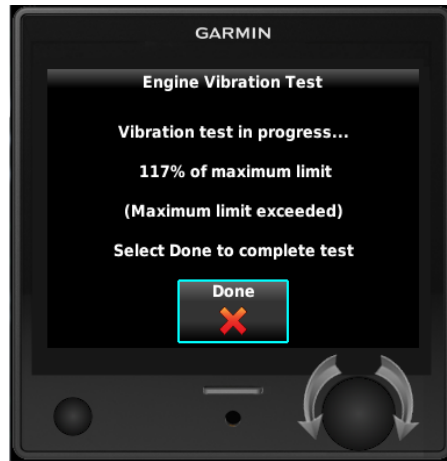 GARMIN
Engine Vibration Test
Vibration test in progress...
117% of maximum limit
(Maximum limit exceeded)
Select Done to complete test
Done